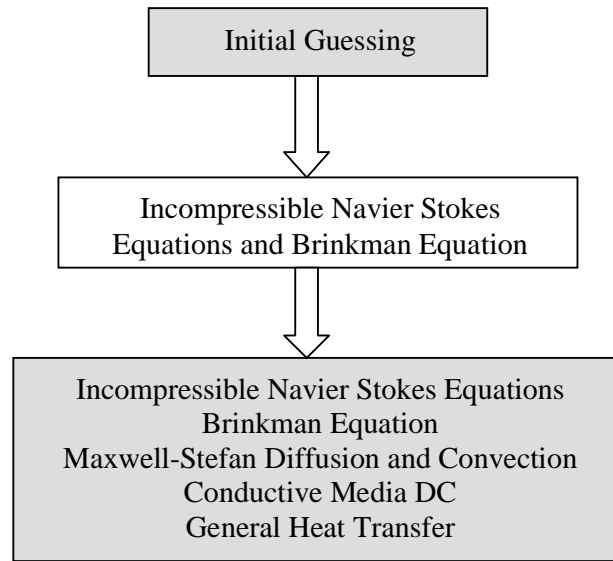 Initial Guessing
Incompressible Navier Stokes
Equations and Brinkman Equation
Incompressible Navier Stokes Equations
Brinkman Equation
Maxwell-Stefan Diffusion and Convection
Conductive Media DC
General Heat Transfer